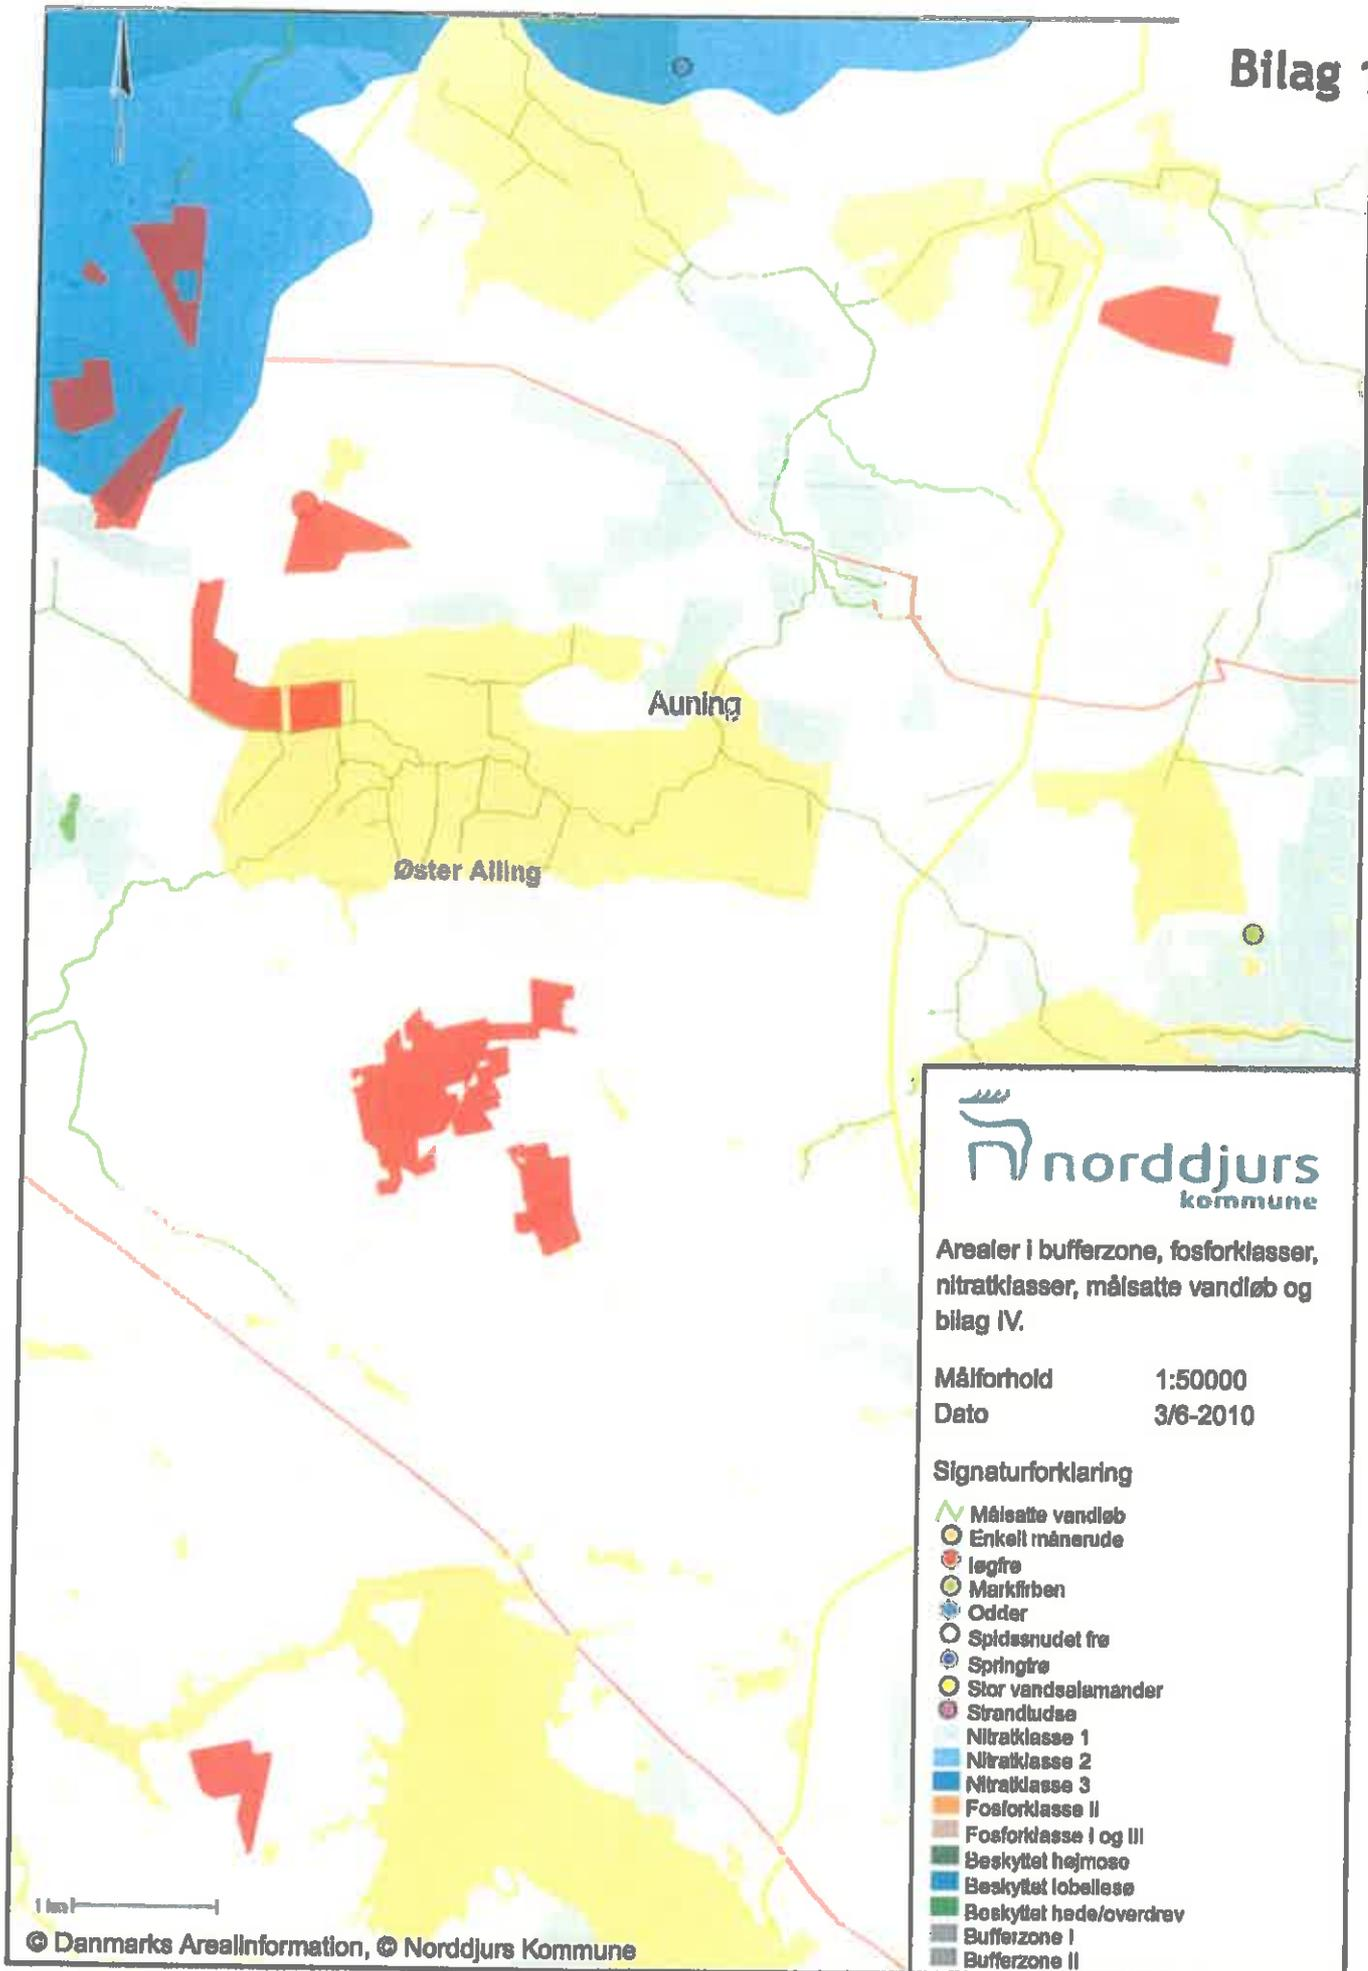 Bilag
Auning
Øster Alling
norddjurs
kommune
Arealer i bufferzone, fosforklasser,
nitratklasser, målsatte vandløb og
bilag IV.
Målforhold 1:50000
Dato 3/6-2010
Signaturforklaring
Målsatte vandløb
Enkelt månerude
løgfrø
Markfirben
Odder
Spidssnudet frø
Springfrø
Stor vandsalamander
Strandtudse
Nitratklasse 1
Nitratklasse 2
Nitratklasse 3
Fosforklasse II
Fosforklasse I og III
Beskyttet højmose
Beskyttet lobeliesø
Beskyttet hede/overdrev
Bufferzone I
Bufferzone II
1 km
© Danmarks Arealinformation, © Norddjurs Kommune